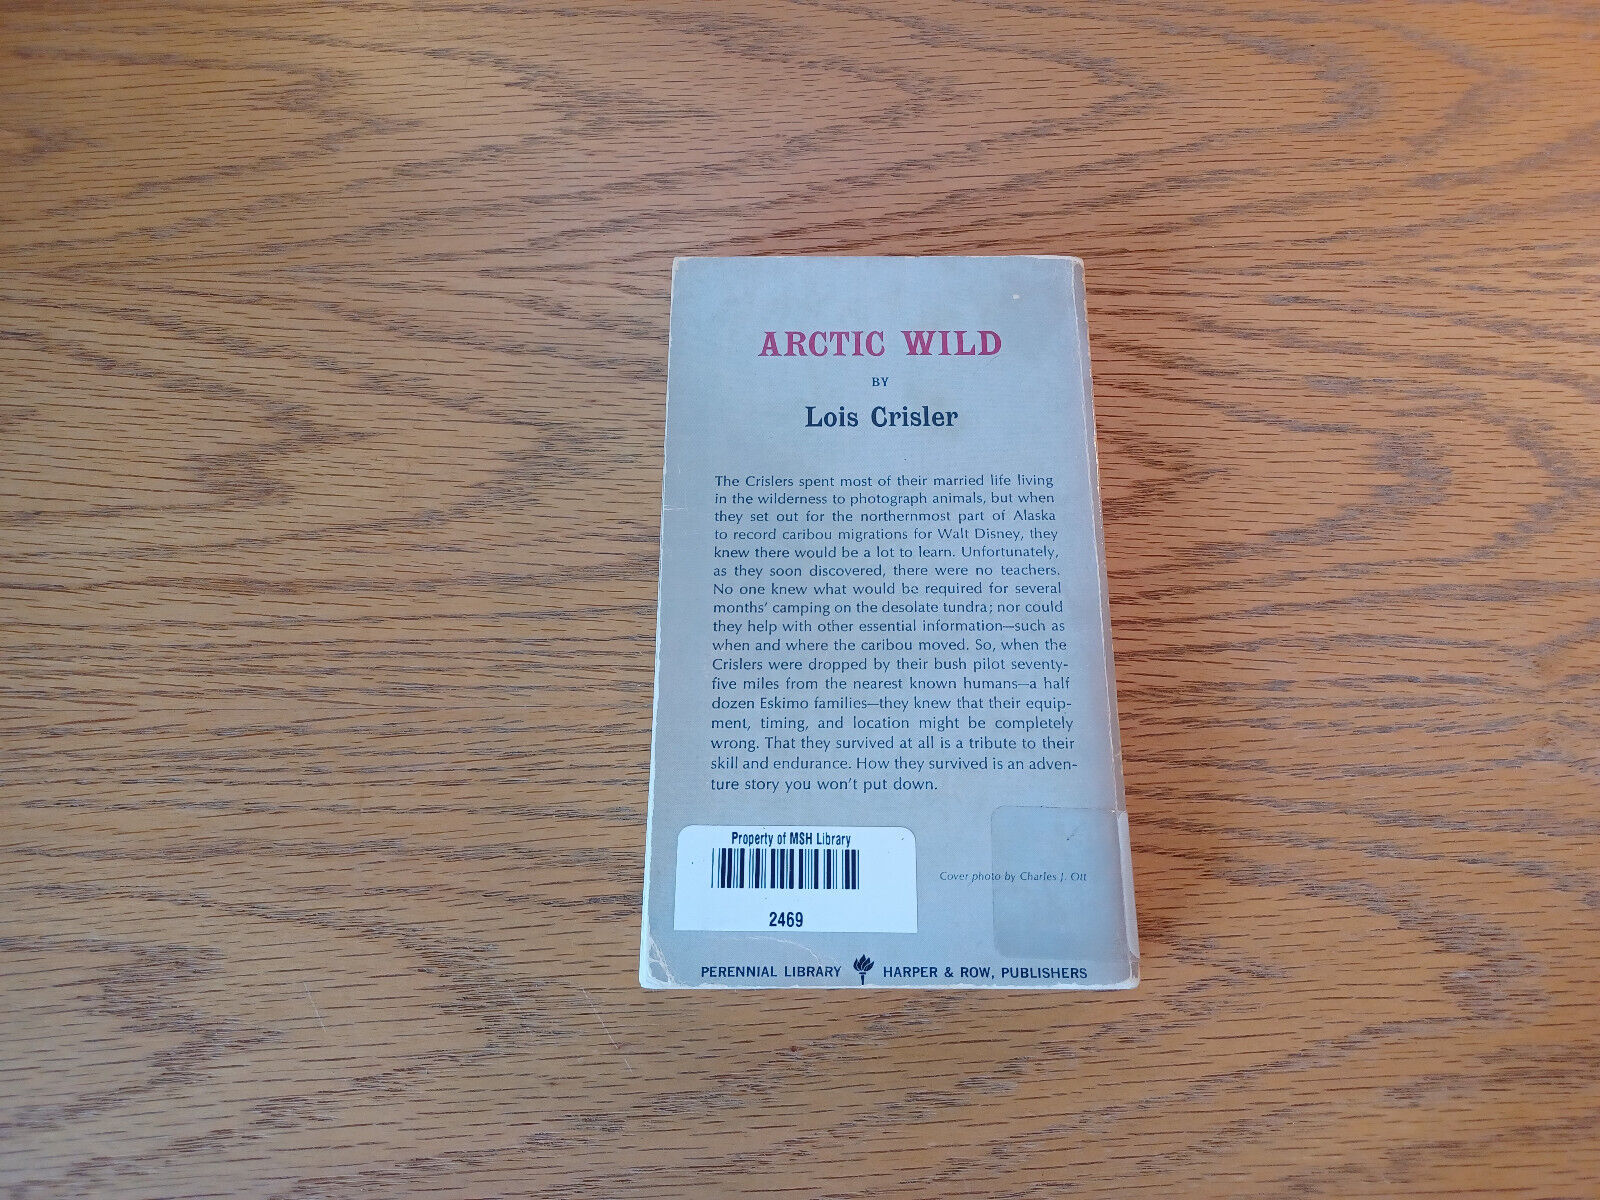 ARCTIC WILD
BY
Lois Crisler
The Crislers spent most of their married life living
in the wilderness to photograph animals, but when
they set out for the northernmost part of Alaska
to record caribou migrations for Walt Disney, they
knew there would be a lot to learn. Unfortunately,
as they soon discovered, there were no teachers.
No one knew what would be required for several
months' camping on the desolate tundra; nor could
they help with other essential information—such as
when and where the caribou moved. So, when the
Crislers were dropped by their bush pilot seventy-
five miles from the nearest known humans—a half
dozen Eskimo families—they knew that their equip-
ment, timing, and location might be completely
wrong. That they survived at all is a tribute to their
skill and endurance. How they survived is an adven-
ture story you won't put down.
Property of MSH Library
2469
Cover photo by Charles J. Ott
PERENNIAL LIBRARY HARPER & ROW, PUBLISHERS